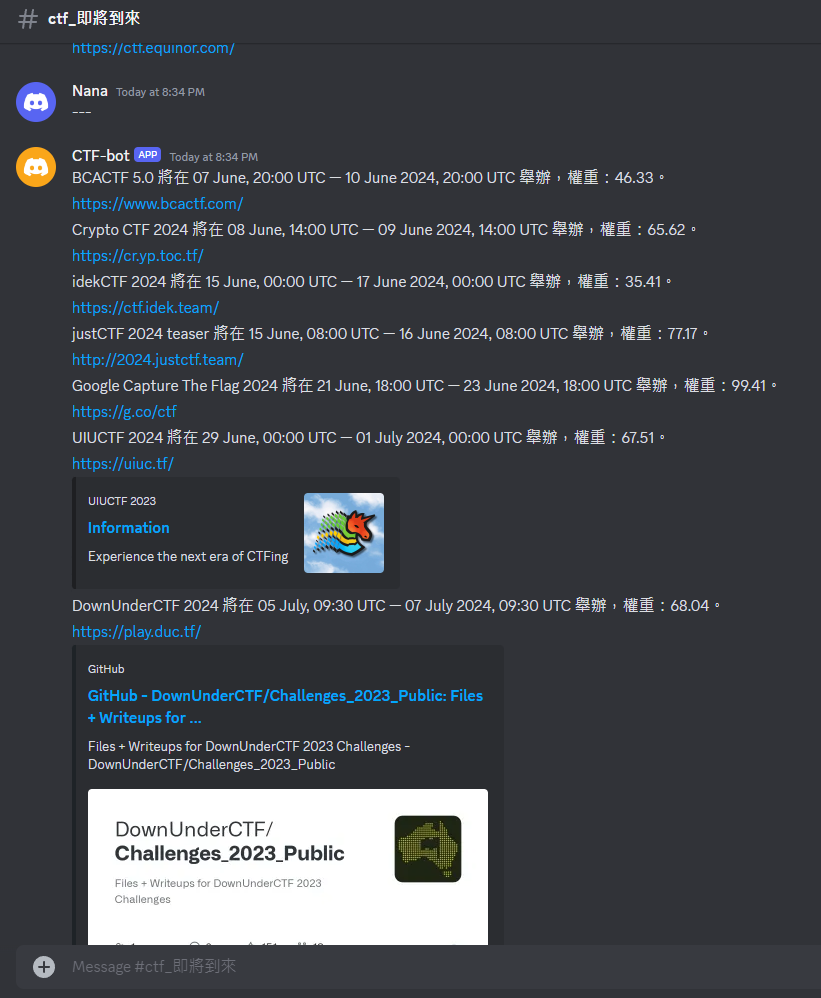 # ctf_即將到來
https://ctf.equinor.com/
Nana Today at 8:34 PM
---
CTF-bot APP Today at 8:34 PM
BCACTF 5.0 將在 07 June, 20:00 UTC — 10 June 2024, 20:00 UTC 舉辦，權重：46.33。
https://www.bcactf.com/
Crypto CTF 2024 將在 08 June, 14:00 UTC — 09 June 2024, 14:00 UTC 舉辦，權重：65.62。
https://cr.yp.toc.tf/
idekCTF 2024 將在 15 June, 00:00 UTC — 17 June 2024, 00:00 UTC 舉辦，權重：35.41。
https://ctf.idek.team/
justCTF 2024 teaser 將在 15 June, 08:00 UTC — 16 June 2024, 08:00 UTC 舉辦，權重：77.17。
http://2024.justctf.team/
Google Capture The Flag 2024 將在 21 June, 18:00 UTC — 23 June 2024, 18:00 UTC 舉辦，權重：99.41。
https://g.co/ctf
UIUCTF 2024 將在 29 June, 00:00 UTC — 01 July 2024, 00:00 UTC 舉辦，權重：67.51。
https://uiuc.tf/
UIUCTF 2023
Information
Experience the next era of CTFing
DownUnderCTF 2024 將在 05 July, 09:30 UTC — 07 July 2024, 09:30 UTC 舉辦，權重：68.04。
https://play.duc.tf/
GitHub
GitHub - DownUnderCTF/Challenges_2023_Public: Files
+ Writeups for ...
Files + Writeups for DownUnderCTF 2023 Challenges -
DownUnderCTF/Challenges_2023_Public
DownUnderCTF/
Challenges_2023_Public
Files + Writeups for DownUnderCTF 2023
Challenges
Message #ctf_即將到來